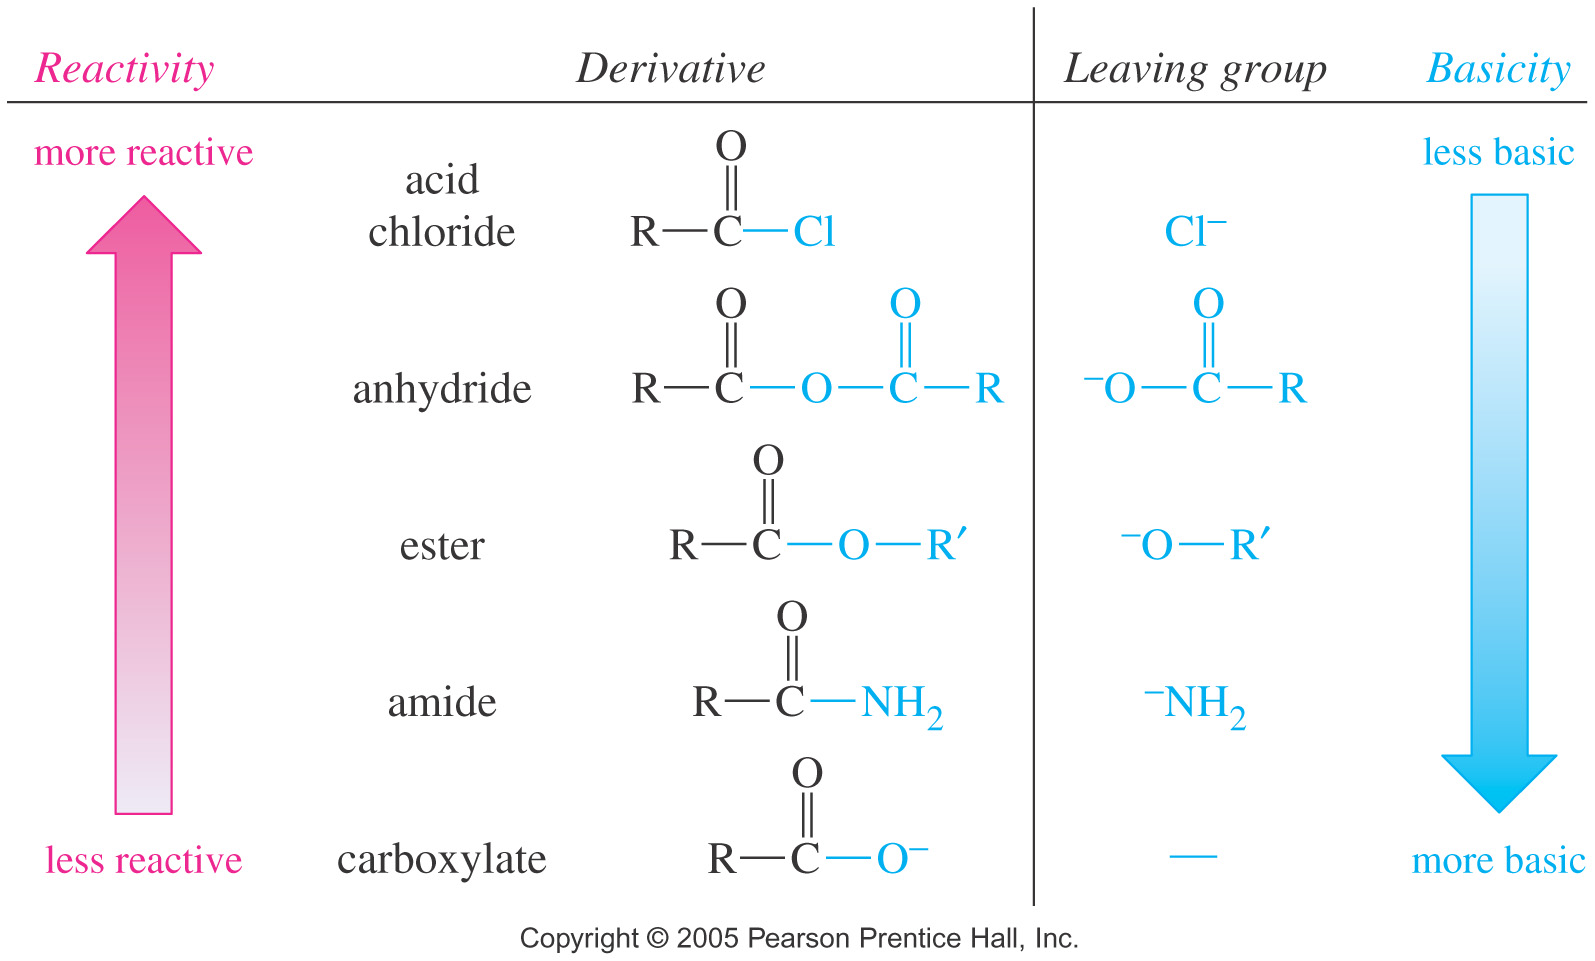 Reactivity Derivative Leaving group Basicity
more reactive less basic
acid
chloride
O
R—C—Cl Cl⁻
O O O
anhydride R—C—O—C—R ⁻O—C—R
O
ester R—C—O—R′ ⁻O—R′
O
amide R—C—NH₂ ⁻NH₂
O
less reactive carboxylate R—C—O⁻ — more basic
Copyright © 2005 Pearson Prentice Hall, Inc.